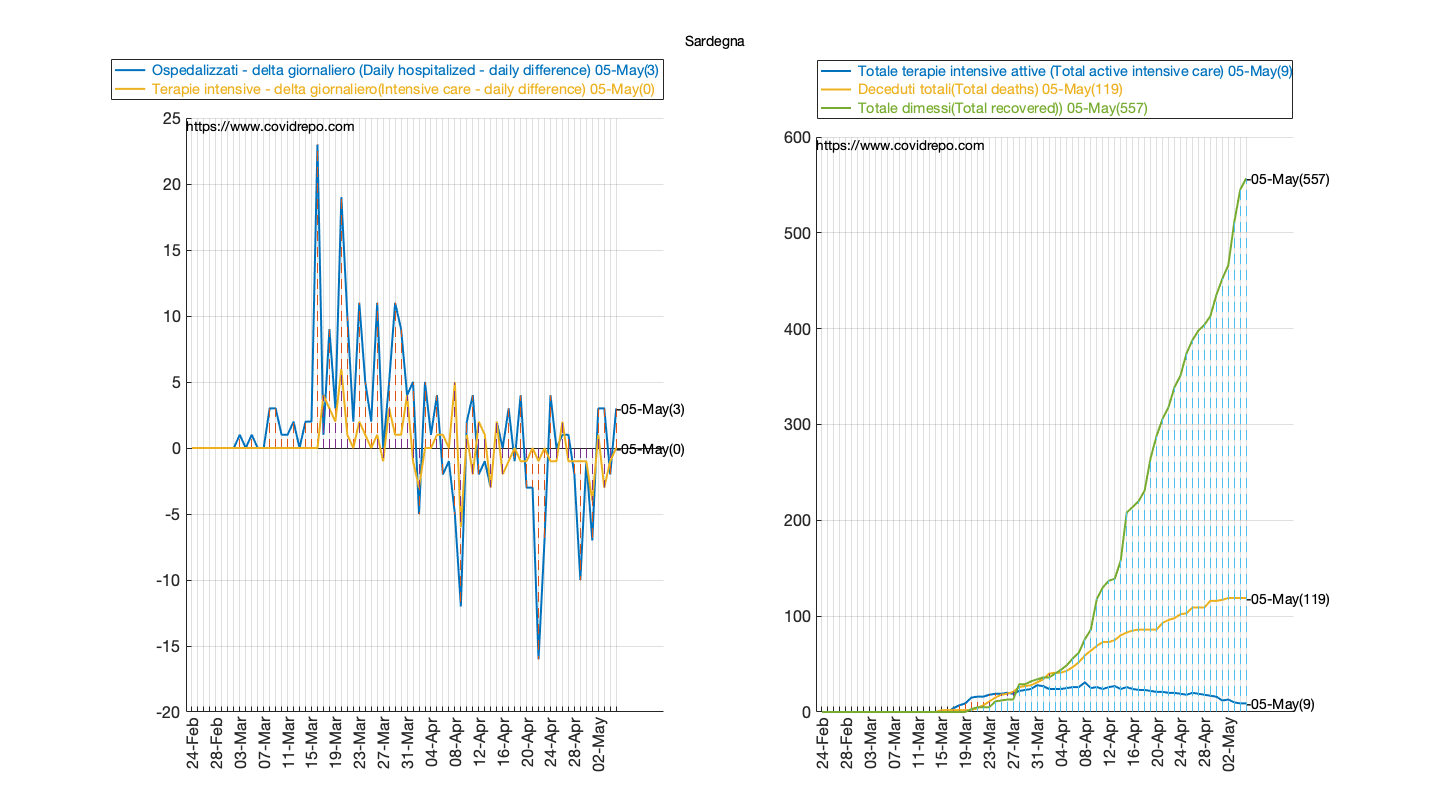 Sardegna
Ospedalizzati - delta giornaliero (Daily hospitalized - daily difference) 05-May(3)
Terapie intensive - delta giornaliero(Intensive care - daily difference) 05-May(0)
https://www.covidrepo.com
25
20
15
10
5
0
-5
-10
-15
-20
05-May(3)
05-May(0)
24-Feb
28-Feb
03-Mar
07-Mar
11-Mar
15-Mar
19-Mar
23-Mar
27-Mar
31-Mar
04-Apr
08-Apr
12-Apr
16-Apr
20-Apr
24-Apr
28-Apr
02-May
Totale terapie intensive attive (Total active intensive care) 05-May(9)
Deceduti totali(Total deaths) 05-May(119)
Totale dimessi(Total recovered)) 05-May(557)
https://www.covidrepo.com
600
500
400
300
200
100
0
05-May(557)
05-May(119)
05-May(9)
24-Feb
28-Feb
03-Mar
07-Mar
11-Mar
15-Mar
19-Mar
23-Mar
27-Mar
31-Mar
04-Apr
08-Apr
12-Apr
16-Apr
20-Apr
24-Apr
28-Apr
02-May